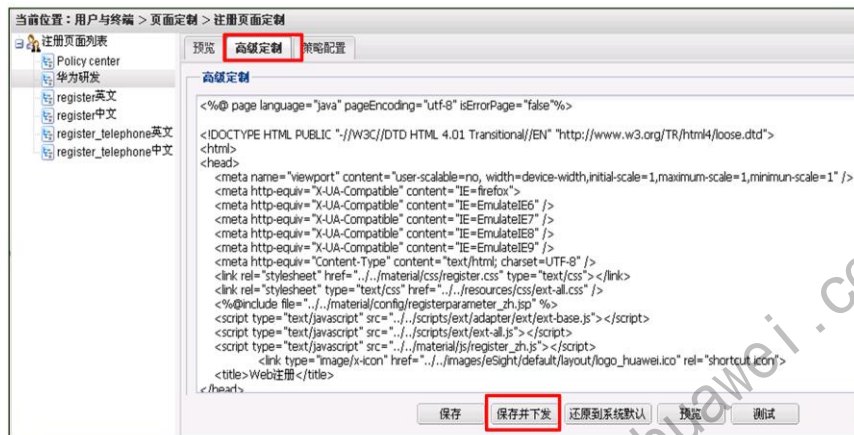 当前位置：用户与终端 > 页面定制 > 注册页面定制
注册页面列表
Policy center
华为研发
register英文
register中文
register_telephone英文
register_telephone中文
预览 高级定制 策略配置
高级定制
<%@ page language="java" pageEncoding="utf-8" isErrorPage="false"%>
<!DOCTYPE HTML PUBLIC "-//W3C//DTD HTML 4.01 Transitional//EN" "http://www.w3.org/TR/html4/loose.dtd">
<html>
<head>
<meta name="viewport" content="user-scalable=no, width=device-width,initial-scale=1,maximum-scale=1,minimun-scale=1" />
<meta http-equiv="X-UA-Compatible" content="IE=firefox">
<meta http-equiv="X-UA-Compatible" content="IE=EmulateIE6" />
<meta http-equiv="X-UA-Compatible" content="IE=EmulateIE7" />
<meta http-equiv="X-UA-Compatible" content="IE=EmulateIE8" />
<meta http-equiv="X-UA-Compatible" content="IE=EmulateIE9" />
<meta http-equiv="Content-Type" content="text/html; charset=UTF-8" />
<link rel="stylesheet" href="../../material/css/register.css" type="text/css"></link>
<link rel="stylesheet" type="text/css" href="../../resources/css/ext-all.css" />
<%@include file="../../material/config/registerparameter_zh.jsp" %>
<script type="text/javascript" src="../../scripts/ext/adapter/ext/ext-base.js"></script>
<script type="text/javascript" src="../../scripts/ext/ext-all.js"></script>
<script type="text/javascript" src="../../material/js/register_zh.js"></script>
<link type="image/x-icon" href="../../images/eSight/default/layout/logo_huawei.ico" rel="shortcut icon">
<title>Web注册</title>
</head>
保存 保存并下发 还原到系统默认 预览 测试
huawei.co